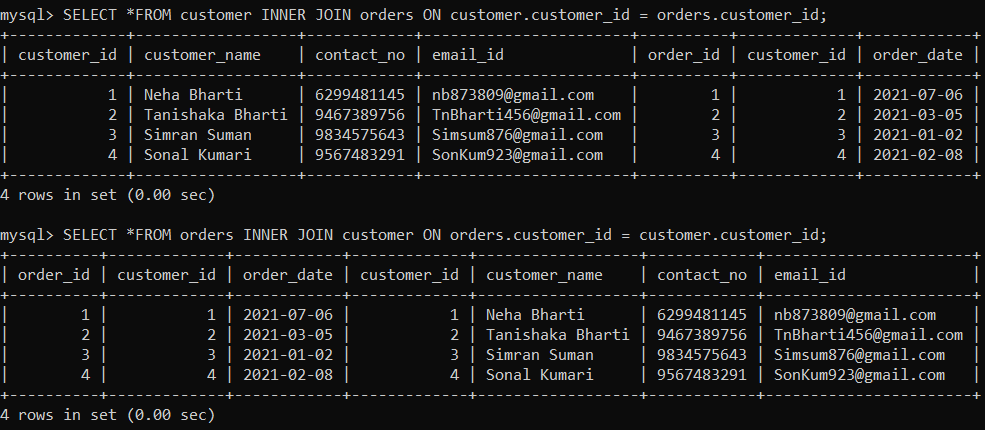 mysql> SELECT *FROM customer INNER JOIN orders ON customer.customer_id = orders.customer_id;
+-------------+------------------+------------+---------------------+----------+-------------+------------+
| customer_id | customer_name    | contact_no | email_id            | order_id | customer_id | order_date |
+-------------+------------------+------------+---------------------+----------+-------------+------------+
|           1 | Neha Bharti      | 6299481145 | nb873809@gmail.com  |        1 |           1 | 2021-07-06 |
|           2 | Tanishaka Bharti | 9467389756 | TnBharti456@gmail.com |        2 |           2 | 2021-03-05 |
|           3 | Simran Suman     | 9834575643 | Simsum876@gmail.com |        3 |           3 | 2021-01-02 |
|           4 | Sonal Kumari     | 9567483291 | SonKum923@gmail.com |        4 |           4 | 2021-02-08 |
+-------------+------------------+------------+---------------------+----------+-------------+------------+
4 rows in set (0.00 sec)
mysql> SELECT *FROM orders INNER JOIN customer ON orders.customer_id = customer.customer_id;
+----------+-------------+------------+-------------+------------------+------------+-----------------------+
| order_id | customer_id | order_date | customer_id | customer_name    | contact_no | email_id              |
+----------+-------------+------------+-------------+------------------+------------+-----------------------+
|        1 |           1 | 2021-07-06 |           1 | Neha Bharti      | 6299481145 | nb873809@gmail.com    |
|        2 |           2 | 2021-03-05 |           2 | Tanishaka Bharti | 9467389756 | TnBharti456@gmail.com |
|        3 |           3 | 2021-01-02 |           3 | Simran Suman     | 9834575643 | Simsum876@gmail.com   |
|        4 |           4 | 2021-02-08 |           4 | Sonal Kumari     | 9567483291 | SonKum923@gmail.com   |
+----------+-------------+------------+-------------+------------------+------------+-----------------------+
4 rows in set (0.00 sec)